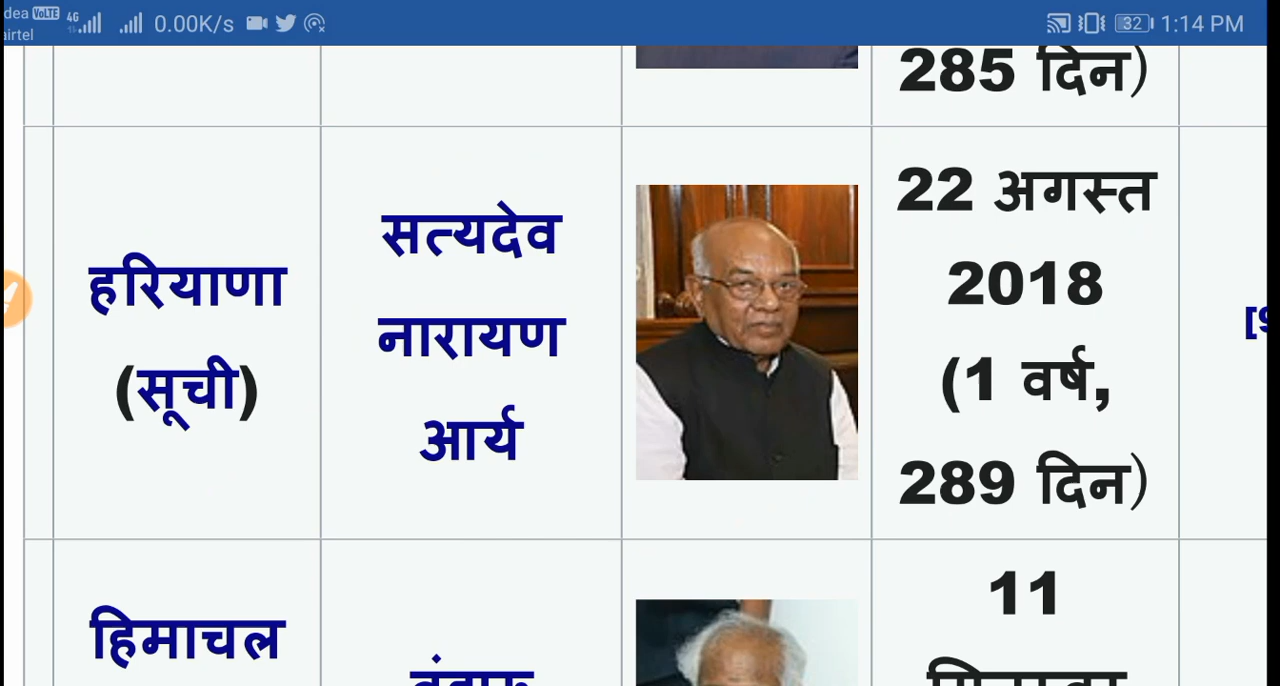 dea VoLTE 4G 0.00K/s 32 1:14 PM
airtel
285 दिन)
हरियाणा
(सूची)
सत्यदेव
नारायण
आर्य
22 अगस्त
2018
(1 वर्ष,
289 दिन)
हिमाचल
11